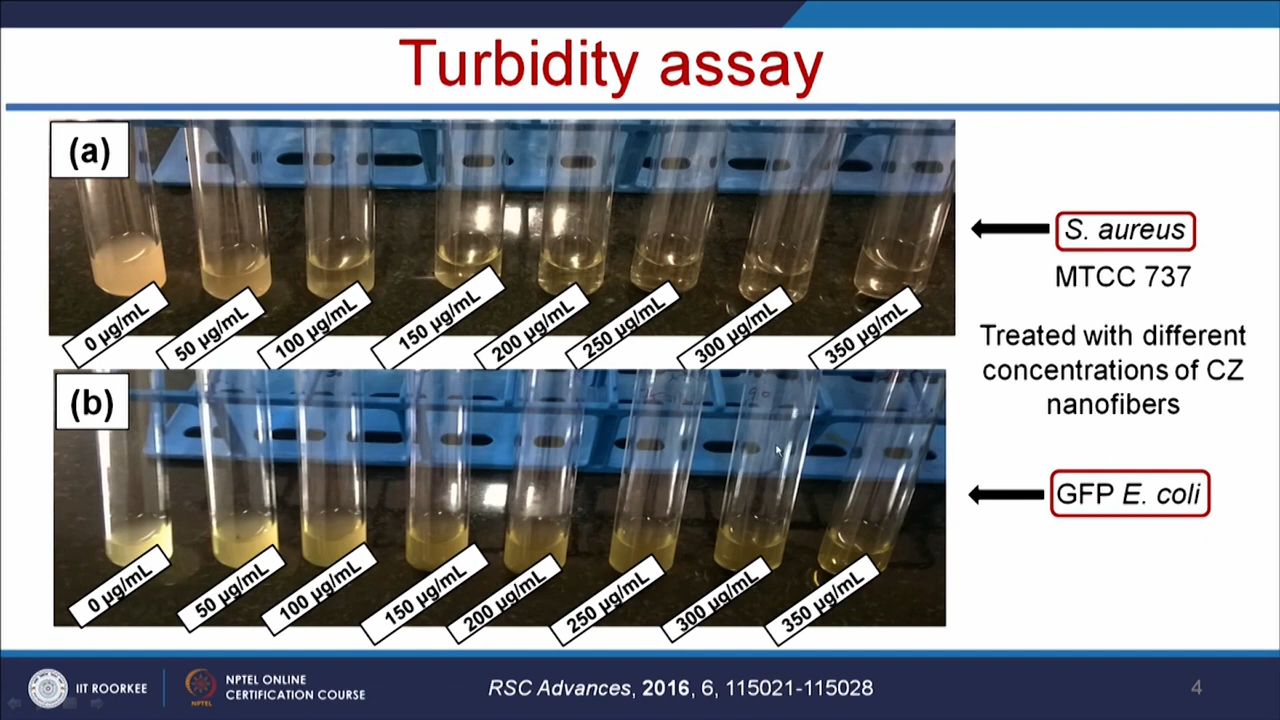 Turbidity assay
(a)
0 µg/mL
50 µg/mL
100 µg/mL
150 µg/mL
200 µg/mL
250 µg/mL
300 µg/mL
350 µg/mL
S. aureus
MTCC 737
Treated with different
concentrations of CZ
nanofibers
(b)
0 µg/mL
50 µg/mL
100 µg/mL
150 µg/mL
200 µg/mL
250 µg/mL
300 µg/mL
350 µg/mL
GFP E. coli
IIT ROORKEE
NPTEL
NPTEL ONLINE
CERTIFICATION COURSE
RSC Advances, 2016, 6, 115021-115028
4